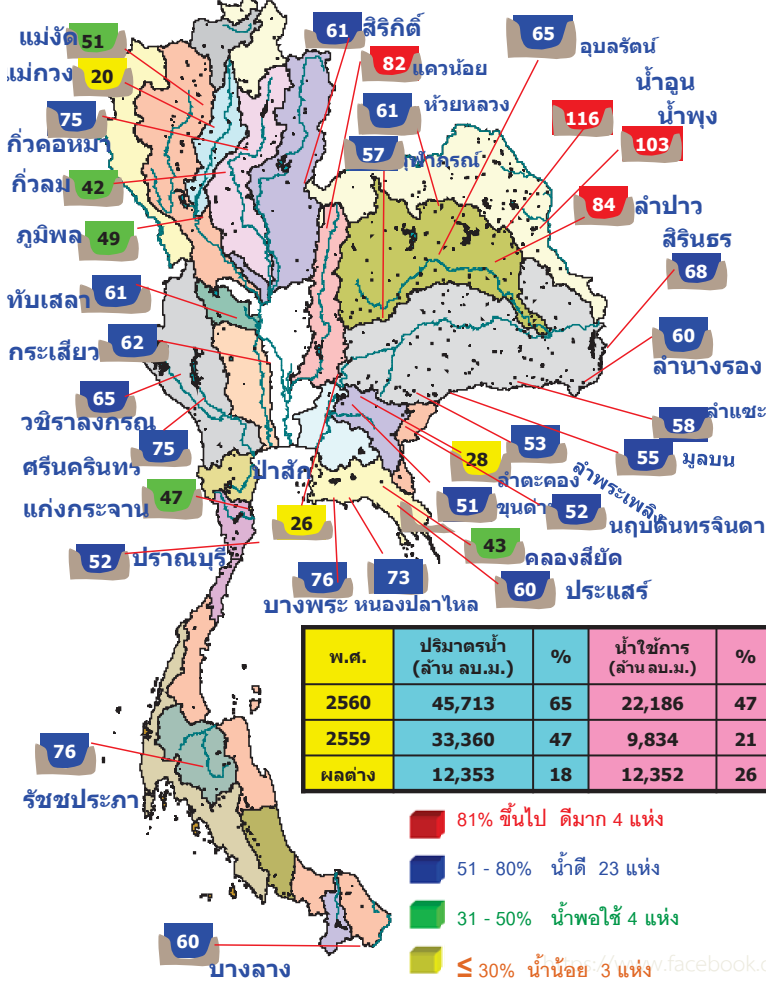 แม่งัด
51
แม่กวง
20
75
กิ่วคอหมา
กิ่วลม
42
ภูมิพล
49
61
สิริกิติ์
82
แควน้อย
61
ห้วยหลวง
57
65
อุบลรัตน์
น้ำอูน
116
น้ำพุง
103
84
ลำปาว
สิรินธร
68
60
ลำนางรอง
58
ลำแชะ
55
มูลบน
53
28
ลำตะคอง
ลำพระเพลิง
51
ขุนด่าน
52
นฤบดินทรจินดา
43
คลองสียัด
60
ประแสร์
73
หนองปลาไหล
76
บางพระ
ป่าสัก
26
ทับเสลา
61
กระเสียว
62
65
วชิราลงกรณ
75
ศรีนครินทร
47
แก่งกระจาน
52
ปราณบุรี
76
รัชชประภา
60
บางลาง
พ.ศ. ปริมาตรน้ำ (ล้าน ลบ.ม.) % น้ำใช้การ (ล้าน ลบ.ม.) %
2560 45,713 65 22,186 47
2559 33,360 47 9,834 21
ผลต่าง 12,353 18 12,352 26
81% ขึ้นไป ดีมาก 4 แห่ง
51 - 80% น้ำดี 23 แห่ง
31 - 50% น้ำพอใช้ 4 แห่ง
≤ 30% น้ำน้อย 3 แห่ง